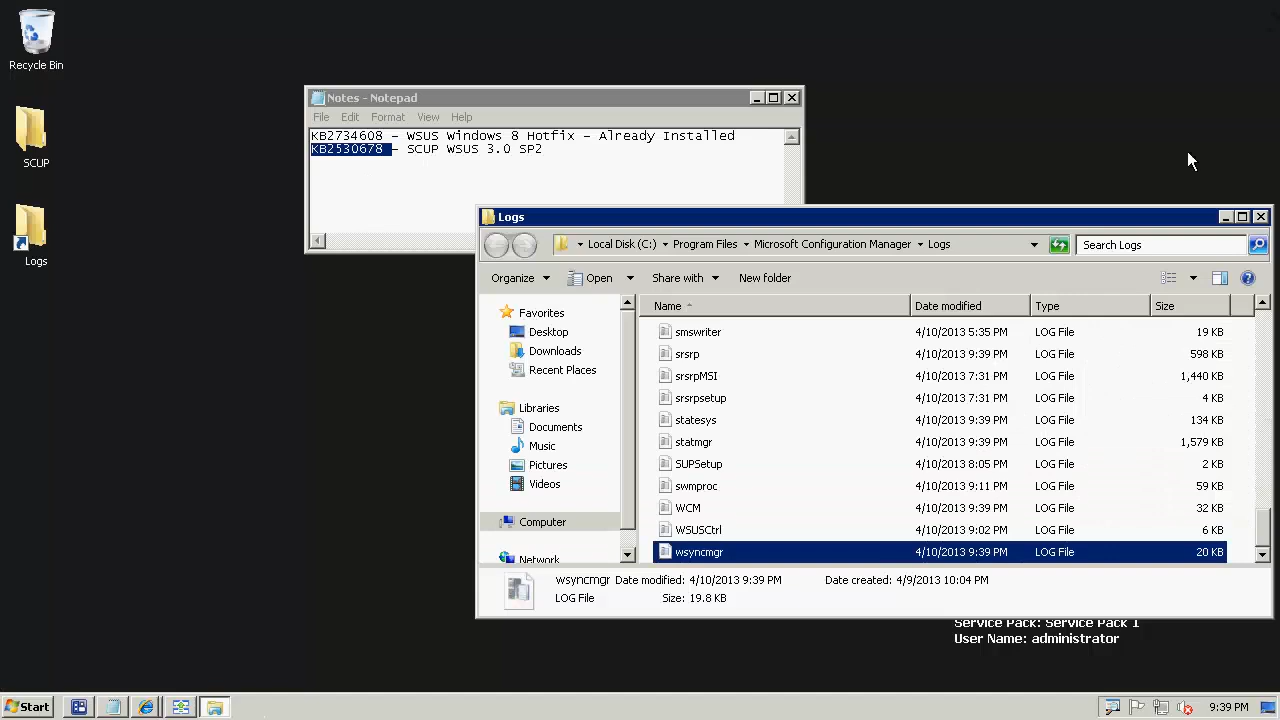 Recycle Bin
SCUP
Logs
Notes - Notepad
File Edit Format View Help
KB2734608 - WSUS Windows 8 Hotfix - Already Installed
KB2530678 - SCUP WSUS 3.0 SP2
Logs
Local Disk (C:) Program Files Microsoft Configuration Manager Logs
Search Logs
Organize Open Share with New folder
Favorites
Desktop
Downloads
Recent Places
Libraries
Documents
Music
Pictures
Videos
Computer
Network
Name Date modified Type Size
smswriter 4/10/2013 5:35 PM LOG File 19 KB
srsrp 4/10/2013 9:39 PM LOG File 598 KB
srsrpMSI 4/10/2013 7:31 PM LOG File 1,440 KB
srsrpsetup 4/10/2013 7:31 PM LOG File 4 KB
statesys 4/10/2013 9:39 PM LOG File 134 KB
statmgr 4/10/2013 9:39 PM LOG File 1,579 KB
SUPSetup 4/10/2013 8:05 PM LOG File 2 KB
swmproc 4/10/2013 9:11 PM LOG File 59 KB
WCM 4/10/2013 9:39 PM LOG File 32 KB
WSUSCtrl 4/10/2013 9:02 PM LOG File 6 KB
wsyncmgr 4/10/2013 9:39 PM LOG File 20 KB
wsyncmgr Date modified: 4/10/2013 9:39 PM Date created: 4/9/2013 10:04 PM
LOG File Size: 19.8 KB
Service Pack: Service Pack 1
User Name: administrator
Start
9:39 PM